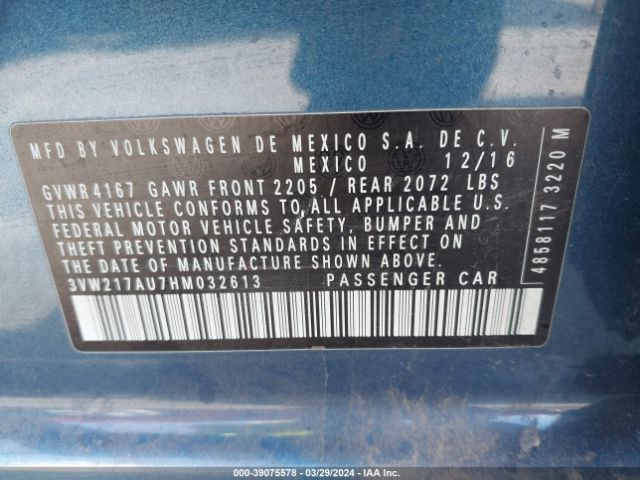 MFD BY VOLKSWAGEN DE MEXICO S.A. DE C.V.
MEXICO 12/16
GVWR 4167 GAWR FRONT 2205 / REAR 2072 LBS
THIS VEHICLE CONFORMS TO ALL APPLICABLE U.S.
FEDERAL MOTOR VEHICLE SAFETY, BUMPER AND
THEFT PREVENTION STANDARDS IN EFFECT ON
THE DATE OF MANUFACTURE SHOWN ABOVE.
3VW217AU7HM032613 PASSENGER CAR
4858117 3220 M
000-39075578 - 03/29/2024 - IAA Inc.